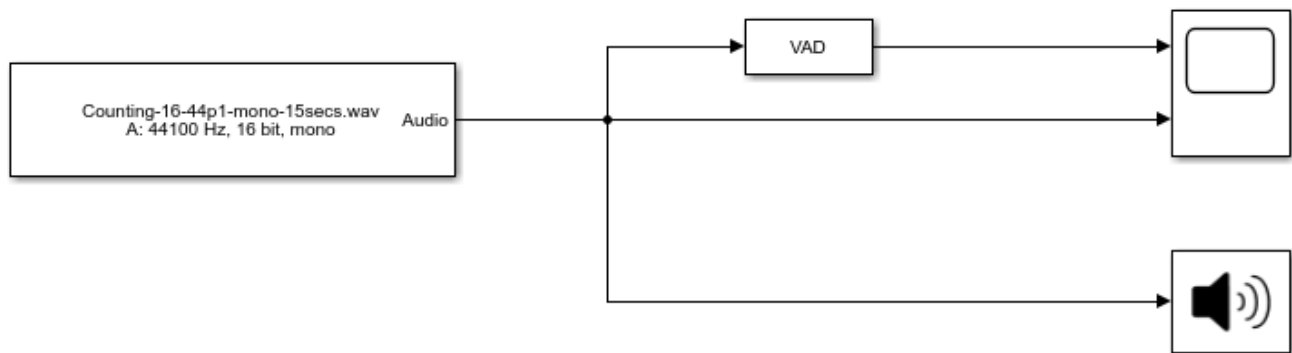 VAD
Counting-16-44p1-mono-15secs.wav
A: 44100 Hz, 16 bit, mono
Audio